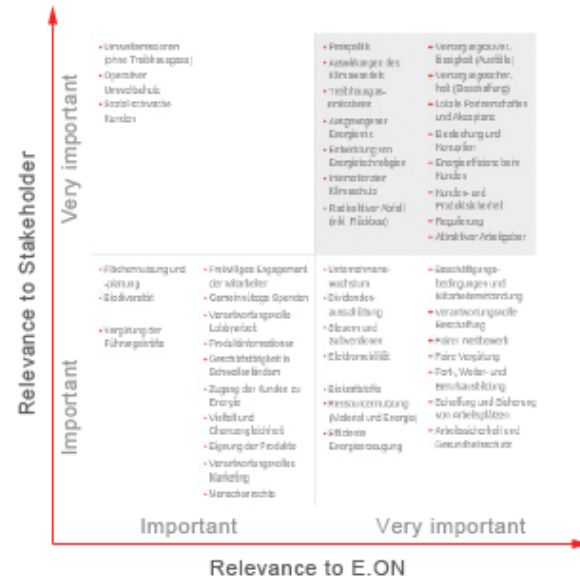 Very important
Relevance to Stakeholder
Important
Umweltemissionen
(ohne Treibhausgase)
Operativer
Umweltschutz
Sozial schwache
Kunden
Preispolitik
Auswirkungen des
Klimawandels
Treibhausgas-
emissionen
Ausgewogener
Energiemix
Entwicklung von
Energietechnologien
Internationaler
Klimaschutz
Radioaktiver Abfall
(inkl. Rückbau)
Versorgungszuver-
lässigkeit (Ausfälle)
Versorgungssicher-
heit (Beschaffung)
Lokale Partnerschaften
und Akzeptanz
Bestechung und
Korruption
Energieeffizienz beim
Kunden
Kunden- und
Produktsicherheit
Regulierung
Attraktiver Arbeitgeber
Flächennutzung und
-planung
Biodiversität
Vergütung der
Führungskräfte
Freiwilliges Engagement
der Mitarbeiter
Gemeinnützige Spenden
Verantwortungsvolle
Lobbyarbeit
Produktinformationen
Geschäftstätigkeit in
Schwellenländern
Zugang der Kunden zu
Energie
Vielfalt und
Chancengleichheit
Eignung der Produkte
Verantwortungsvolles
Marketing
Menschenrechte
Unternehmens-
wachstum
Dividenden-
ausschüttung
Steuern und
Subventionen
Elektromobilität
Biokraftstoffe
Ressourcennutzung
(Material und Energie)
Effiziente
Energieerzeugung
Beschäftigungs-
bedingungen und
Mitarbeitereinbindung
Verantwortungsvolle
Beschaffung
Fairer Wettbewerb
Faire Vergütung
Fort-, Weiter- und
Berufsausbildung
Schaffung und Sicherung
von Arbeitsplätzen
Arbeitssicherheit und
Gesundheitsschutz
Important
Very important
Relevance to E.ON